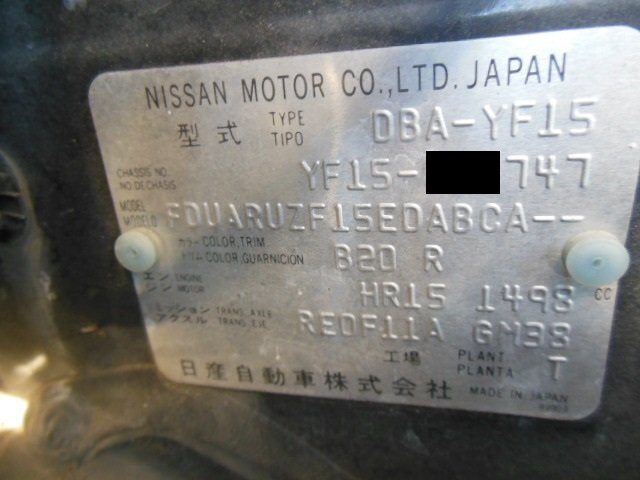 NISSAN MOTOR CO.,LTD. JAPAN
型式 TYPE TIPO DBA-YF15
CHASSIS NO. NO.DE CHASIS YF15- 747
MODEL MODELO FDUARUZF15EDABCA--
カラー COLOR,TRIM トリム COLOR,GUARNICION B20 R
エンジン ENGINE MOTOR HR15 1498 CC
ミッション TRANS. AXLE アクスル TRANS. EJE RE0F11A GM38
工場 PLANT PLANTA T
日産自動車株式会社 MADE IN JAPAN